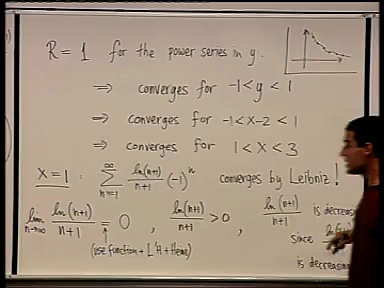 R = 1 for the power series in y.
⇒ converges for -1 < y < 1
⇒ converges for -1 < x-2 < 1
⇒ converges for 1 < x < 3
x = 1 : ∑_{n=1}^{∞} ln(n+1)/(n+1) (-1)^n converges by Leibniz!
lim_{n→∞} ln(n+1)/(n+1) = 0 , ln(n+1)/(n+1) > 0 , ln(n+1)/(n+1) is decreas
(use function + L'H + Heine) since
is decreasing